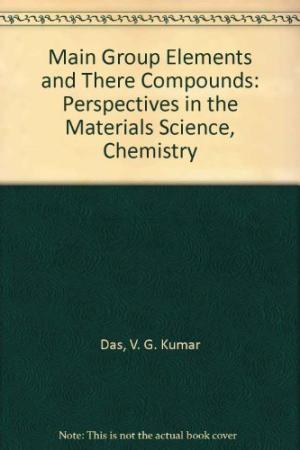 Main Group Elements
and There Compounds:
Perspectives in the
Materials Science,
Chemistry
Das, V. G. Kumar
Note: This is not the actual book cover